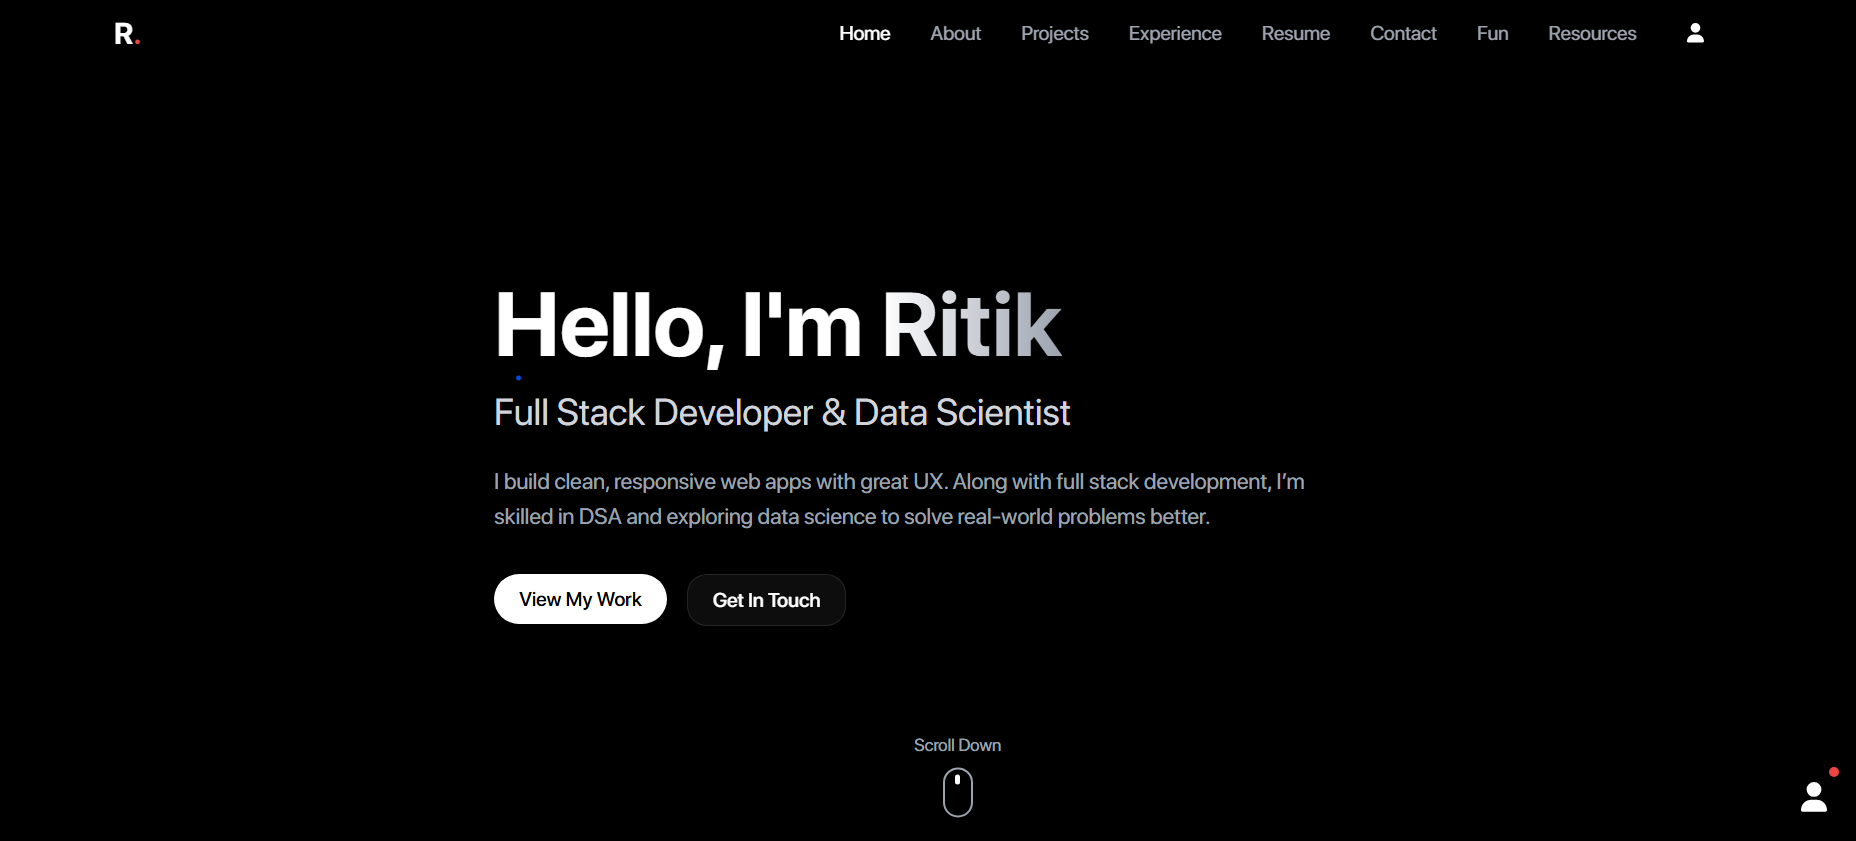 R.
Home About Projects Experience Resume Contact Fun Resources
Hello, I'm Ritik
Full Stack Developer & Data Scientist
I build clean, responsive web apps with great UX. Along with full stack development, I’m
skilled in DSA and exploring data science to solve real-world problems better.
View My Work
Get In Touch
Scroll Down